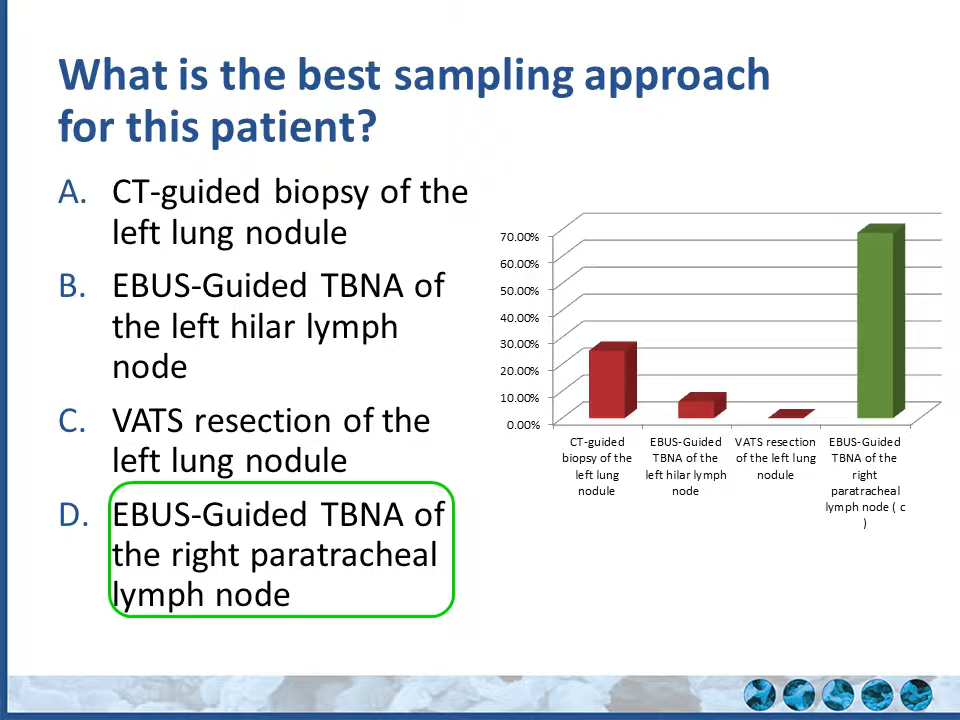 What is the best sampling approach
for this patient?
A. CT-guided biopsy of the
left lung nodule
B. EBUS-Guided TBNA of
the left hilar lymph
node
C. VATS resection of the
left lung nodule
D. EBUS-Guided TBNA of
the right paratracheal
lymph node
70.00%
60.00%
50.00%
40.00%
30.00%
20.00%
10.00%
0.00%
CT-guided
biopsy of the
left lung
nodule
EBUS-Guided
TBNA of the
left hilar lymph
node
VATS resection
of the left lung
nodule
EBUS-Guided
TBNA of the
right
paratracheal
lymph node ( c
)